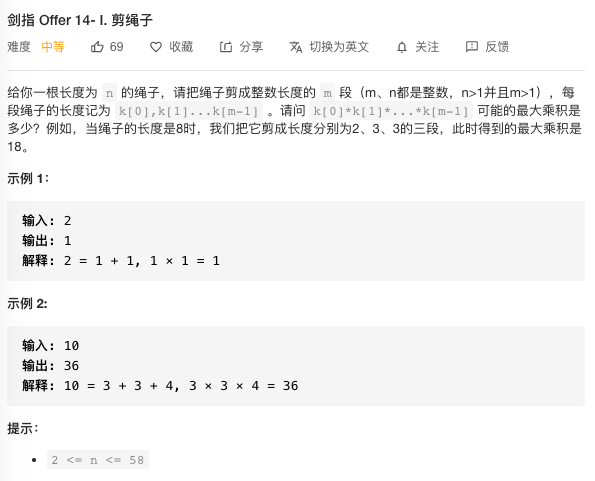 剑指 Offer 14- I. 剪绳子
难度 中等 69 收藏 分享 切换为英文 关注 反馈
给你一根长度为 n 的绳子，请把绳子剪成整数长度的 m 段（m、n都是整数，n>1并且m>1），每
段绳子的长度记为 k[0],k[1]...k[m-1] 。请问 k[0]*k[1]*...*k[m-1] 可能的最大乘积是
多少？例如，当绳子的长度是8时，我们把它剪成长度分别为2、3、3的三段，此时得到的最大乘积是
18。
示例 1：
输入: 2
输出: 1
解释: 2 = 1 + 1, 1 × 1 = 1
示例 2:
输入: 10
输出: 36
解释: 10 = 3 + 3 + 4, 3 × 3 × 4 = 36
提示：
• 2 <= n <= 58